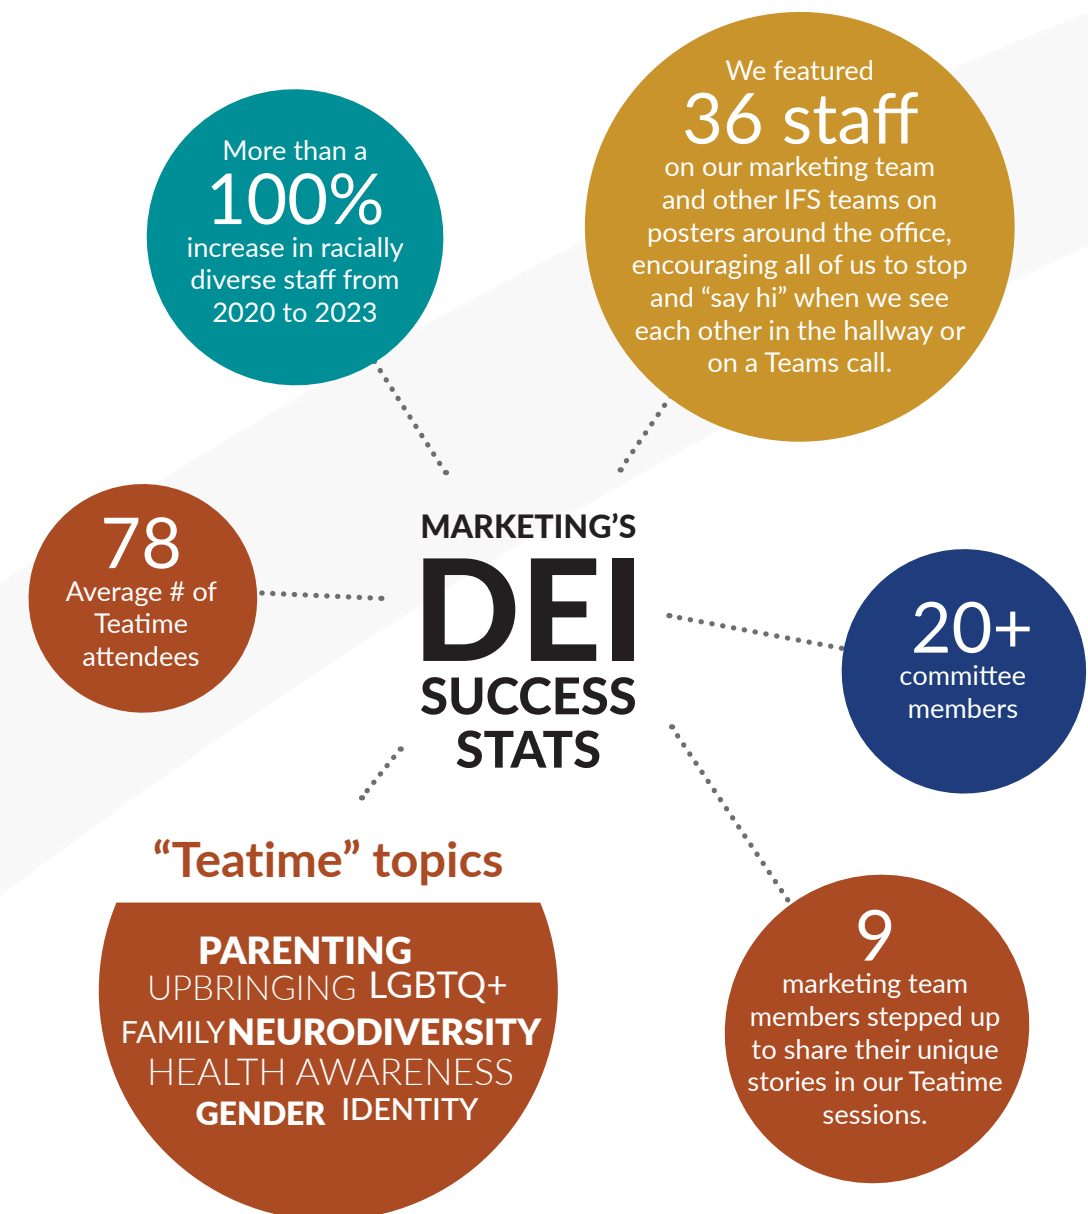 More than a
100%
increase in racially
diverse staff from
2020 to 2023
We featured
36 staff
on our marketing team
and other IFS teams on
posters around the office,
encouraging all of us to stop
and “say hi” when we see
each other in the hallway or
on a Teams call.
78
Average # of
Teatime
attendees
MARKETING’S
DEI
SUCCESS
STATS
20+
committee
members
“Teatime” topics
PARENTING
UPBRINGING LGBTQ+
FAMILY NEURODIVERSITY
HEALTH AWARENESS
GENDER IDENTITY
9
marketing team
members stepped up
to share their unique
stories in our Teatime
sessions.